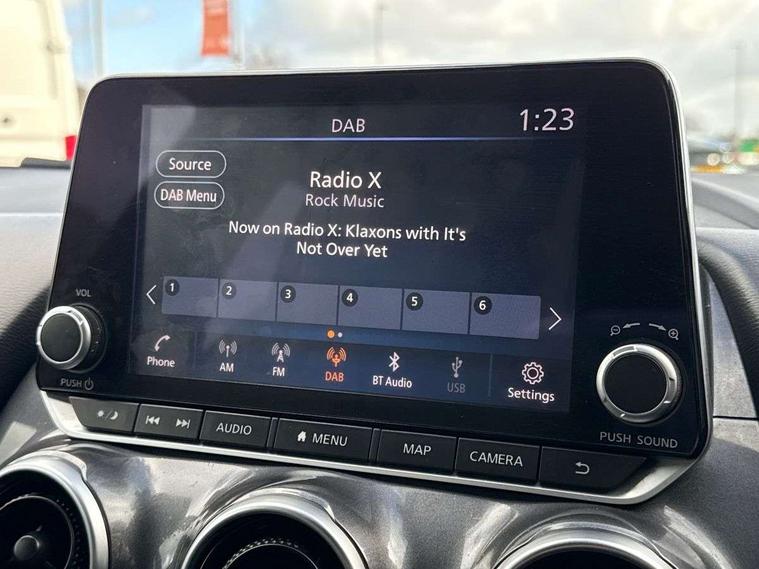 DAB
1:23
Source
DAB Menu
Radio X
Rock Music
Now on Radio X: Klaxons with It's
Not Over Yet
1 2 3 4 5 6
Phone AM FM DAB BT Audio USB Settings
VOL
PUSH
PUSH SOUND
AUDIO MENU MAP CAMERA